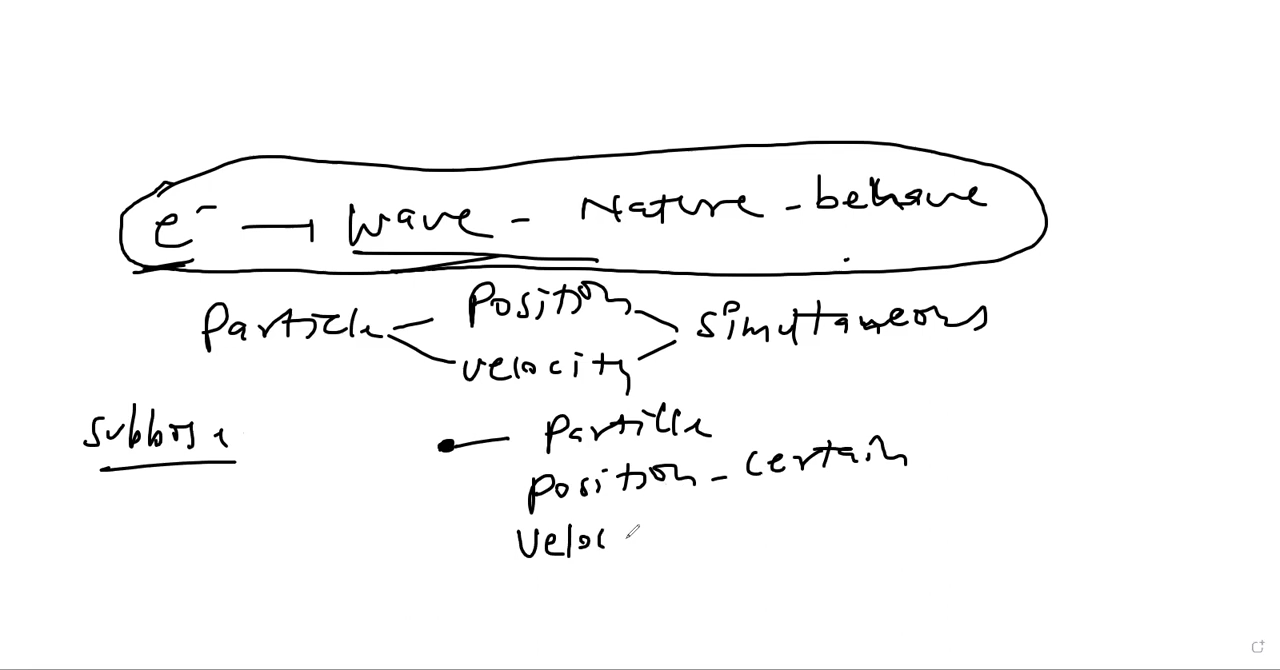 e⁻ → wave - Nature - behave
Particle Position simultaneous
velocity
suppose Particle
position - certain
veloc